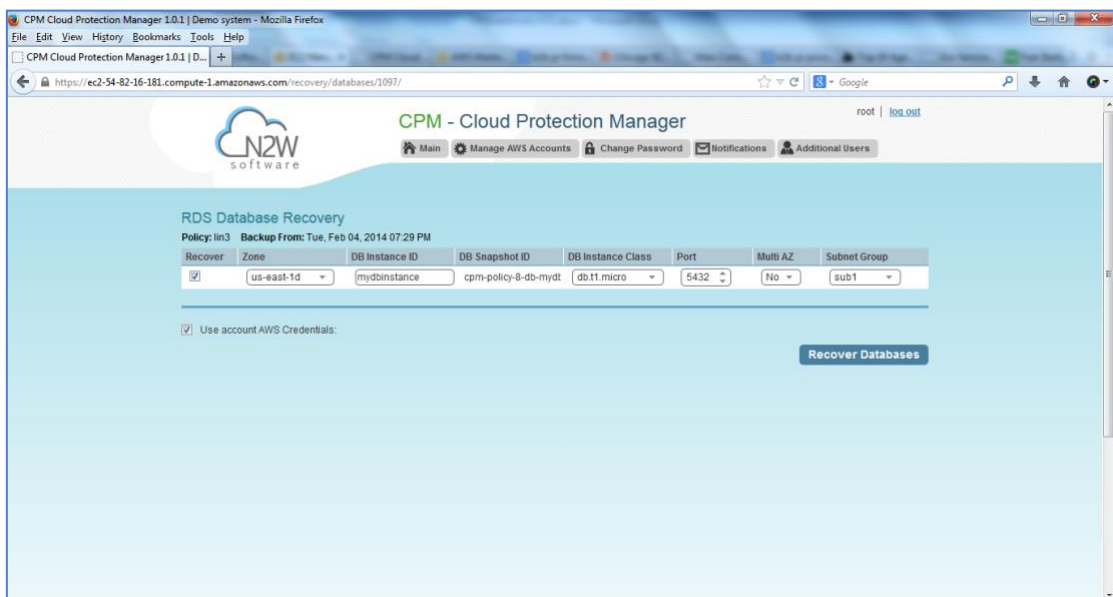 CPM Cloud Protection Manager 1.0.1 | Demo system - Mozilla Firefox
File Edit View History Bookmarks Tools Help
CPM Cloud Protection Manager 1.0.1 | D... +
https://ec2-54-82-16-181.compute-1.amazonaws.com/recovery/databases/1097/ Google
root | log out
N2W
software
CPM - Cloud Protection Manager
Main Manage AWS Accounts Change Password Notifications Additional Users
RDS Database Recovery
Policy: lin3 Backup From: Tue, Feb 04, 2014 07:29 PM
Recover Zone DB Instance ID DB Snapshot ID DB Instance Class Port Multi AZ Subnet Group
us-east-1d mydbinstance cpm-policy-8-db-mydt db.t1.micro 5432 No sub1
Use account AWS Credentials:
Recover Databases